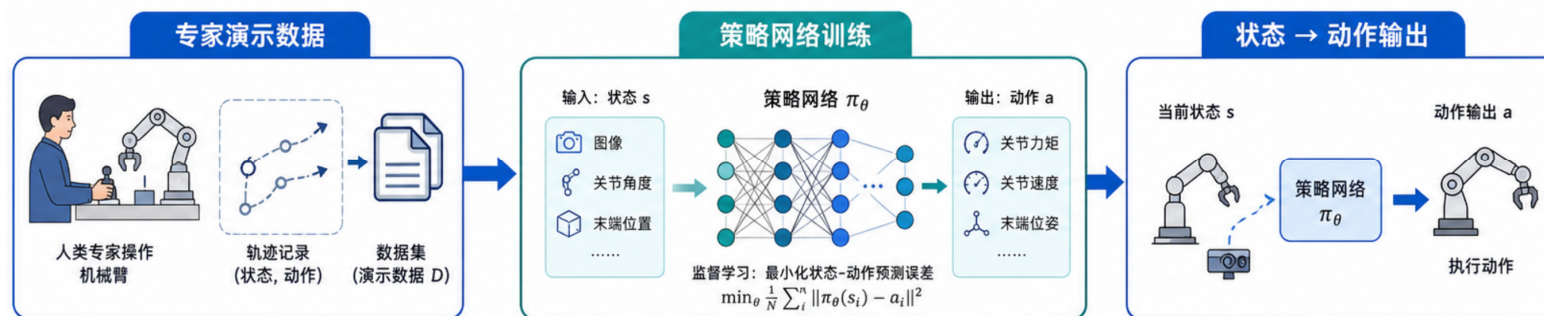 专家演示数据
人类专家操作
机械臂
轨迹记录
(状态, 动作)
数据集
(演示数据 D)
策略网络训练
输入：状态 s
图像
关节角度
末端位置
……
策略网络 πθ
…
输出：动作 a
关节力矩
关节速度
末端位姿
……
监督学习：最小化状态–动作预测误差
minθ 1/N ∑ᵢⁿ ||πθ(sᵢ) − aᵢ||²
状态 → 动作输出
当前状态 s
策略网络
πθ
动作输出 a
执行动作